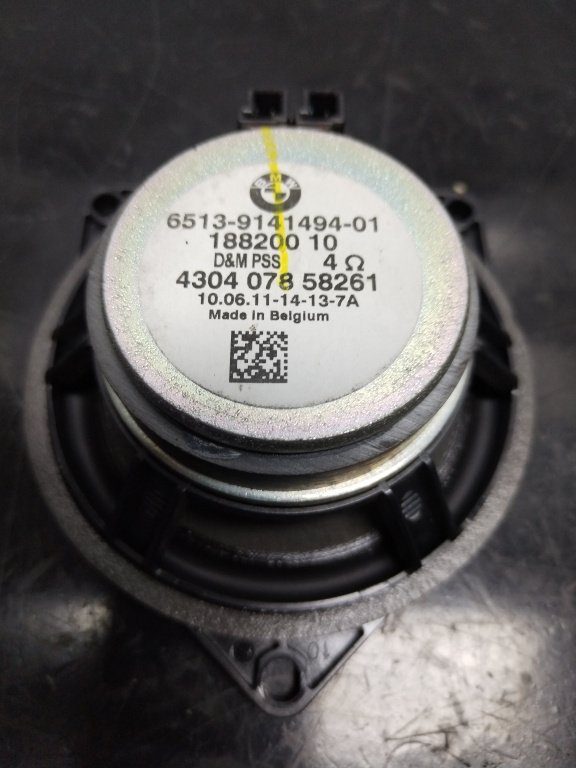 BMW
6513-9141494-01
188200 10
D&M PSS 4 Ω
4304 078 58261
10.06.11-14-13-7A
Made in Belgium